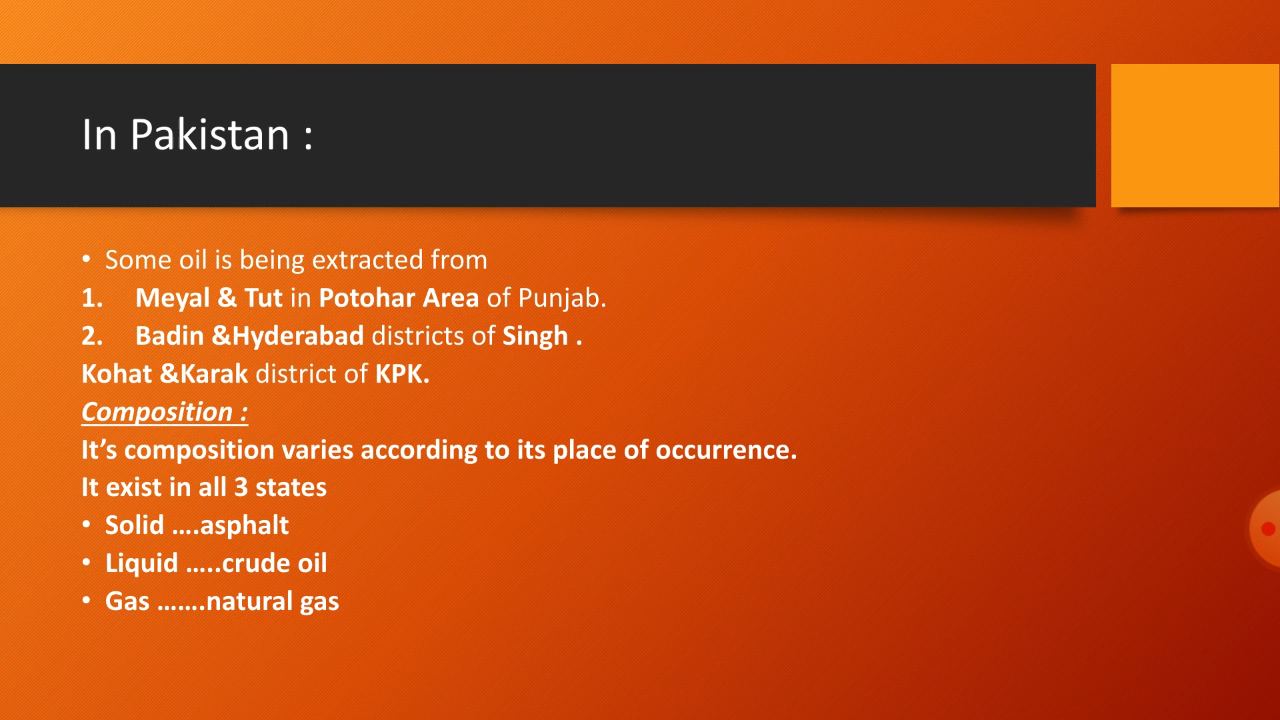 In Pakistan :
• Some oil is being extracted from
1. Meyal & Tut in Potohar Area of Punjab.
2. Badin &Hyderabad districts of Singh .
Kohat &Karak district of KPK.
Composition :
It’s composition varies according to its place of occurrence.
It exist in all 3 states
• Solid ….asphalt
• Liquid …..crude oil
• Gas …….natural gas